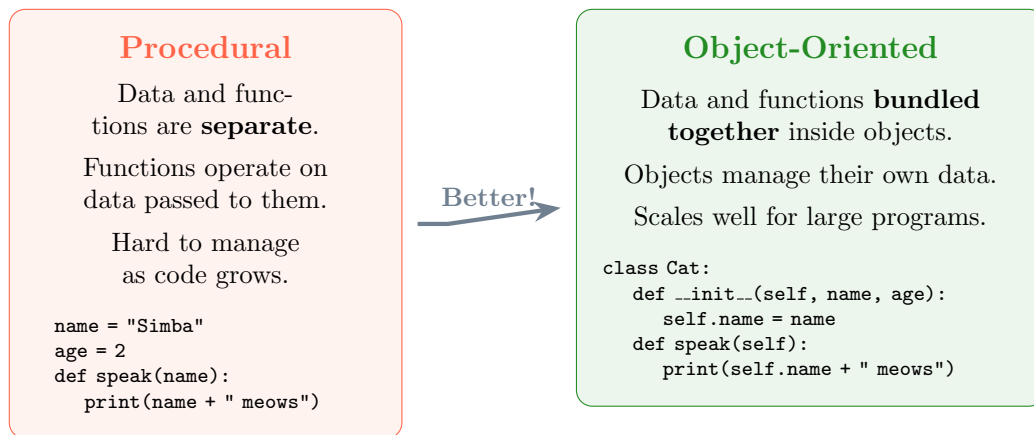 Procedural
Data and func-
tions are separate.
Functions operate on
data passed to them.
Hard to manage
as code grows.
name = "Simba"
age = 2
def speak(name):
    print(name + " meows")
Better!
Object-Oriented
Data and functions bundled
together inside objects.
Objects manage their own data.
Scales well for large programs.
class Cat:
    def __init__(self, name, age):
        self.name = name
    def speak(self):
        print(self.name + " meows")